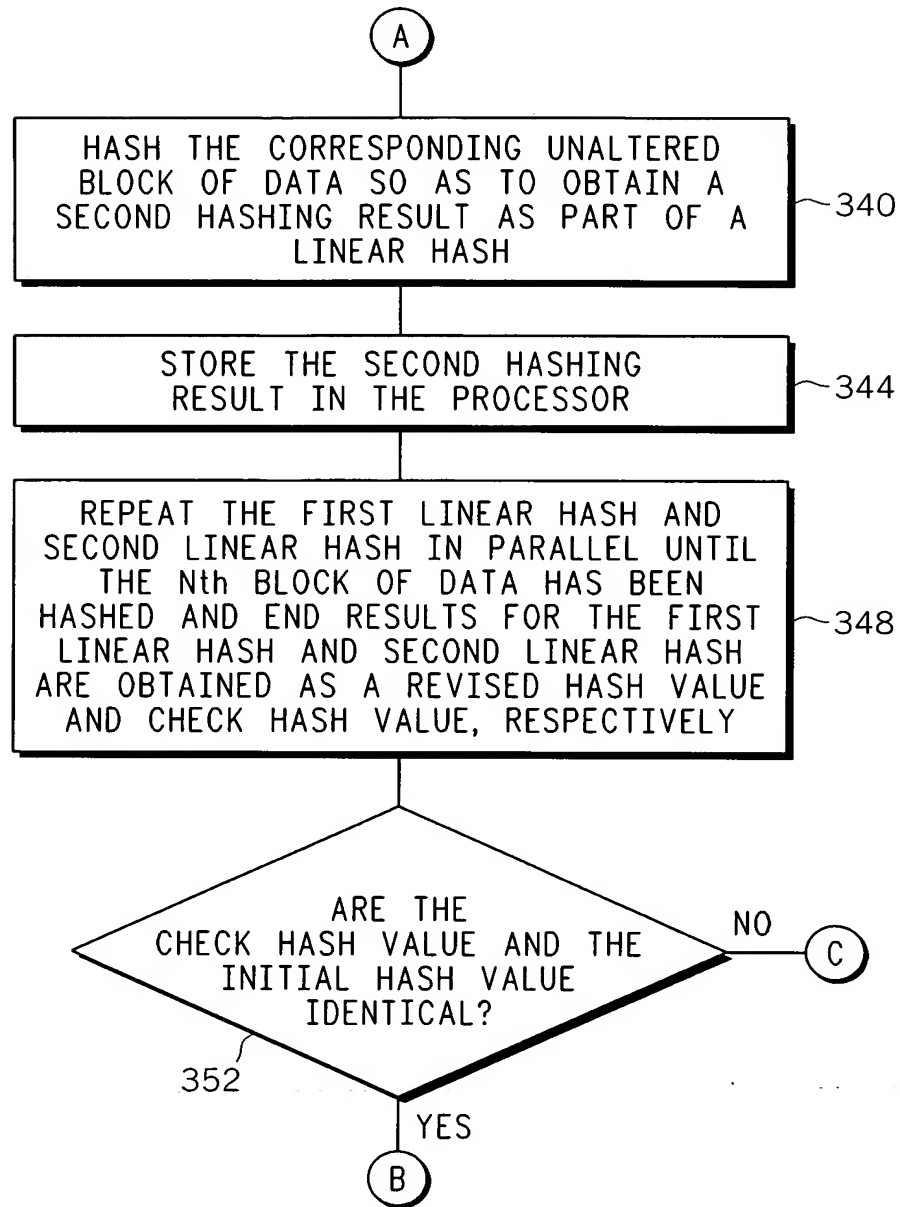 A
HASH THE CORRESPONDING UNALTERED
BLOCK OF DATA SO AS TO OBTAIN A
SECOND HASHING RESULT AS PART OF A
LINEAR HASH
340
STORE THE SECOND HASHING
RESULT IN THE PROCESSOR
344
REPEAT THE FIRST LINEAR HASH AND
SECOND LINEAR HASH IN PARALLEL UNTIL
THE Nth BLOCK OF DATA HAS BEEN
HASHED AND END RESULTS FOR THE FIRST
LINEAR HASH AND SECOND LINEAR HASH
ARE OBTAINED AS A REVISED HASH VALUE
AND CHECK HASH VALUE, RESPECTIVELY
348
ARE THE
CHECK HASH VALUE AND THE
INITIAL HASH VALUE
IDENTICAL?
NO
C
352
YES
B